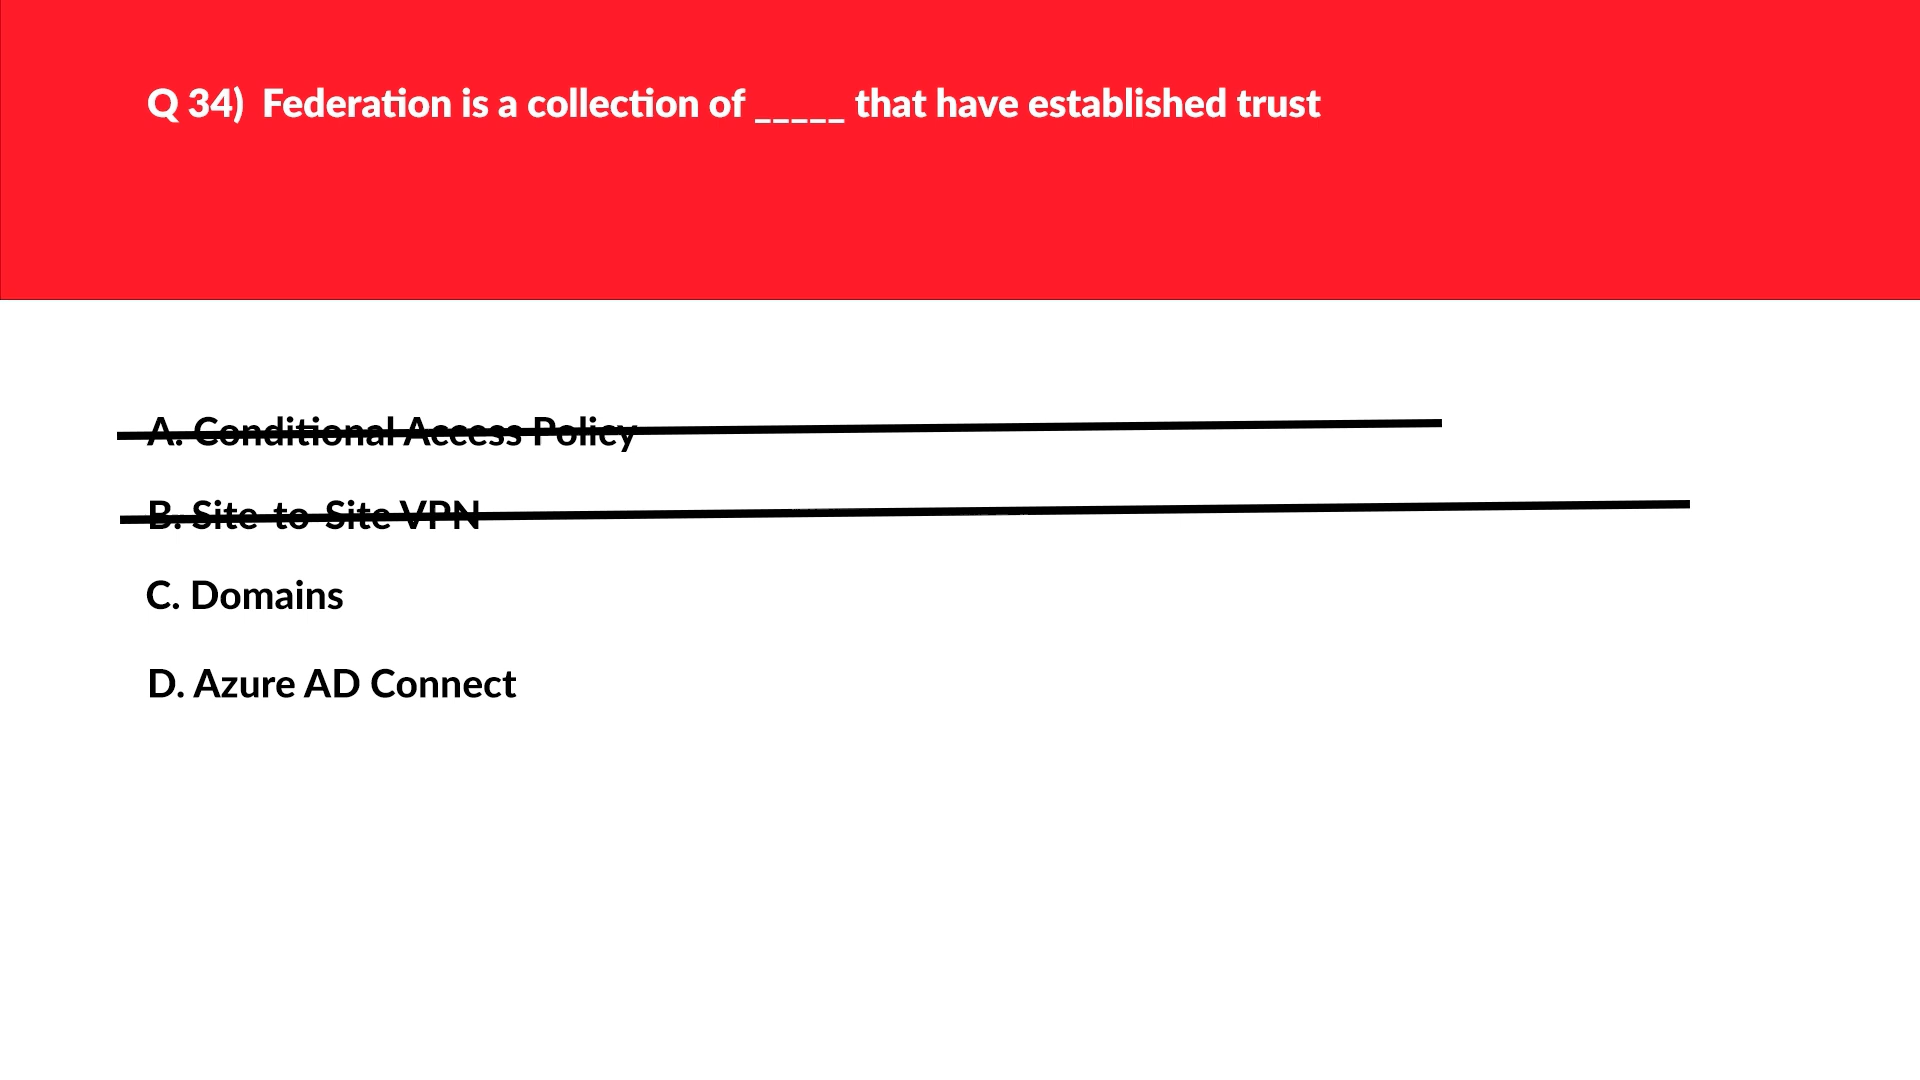 Q 34) Federation is a collection of _____ that have established trust
A. Conditional Access Policy
B. Site-to-Site VPN
C. Domains
D. Azure AD Connect